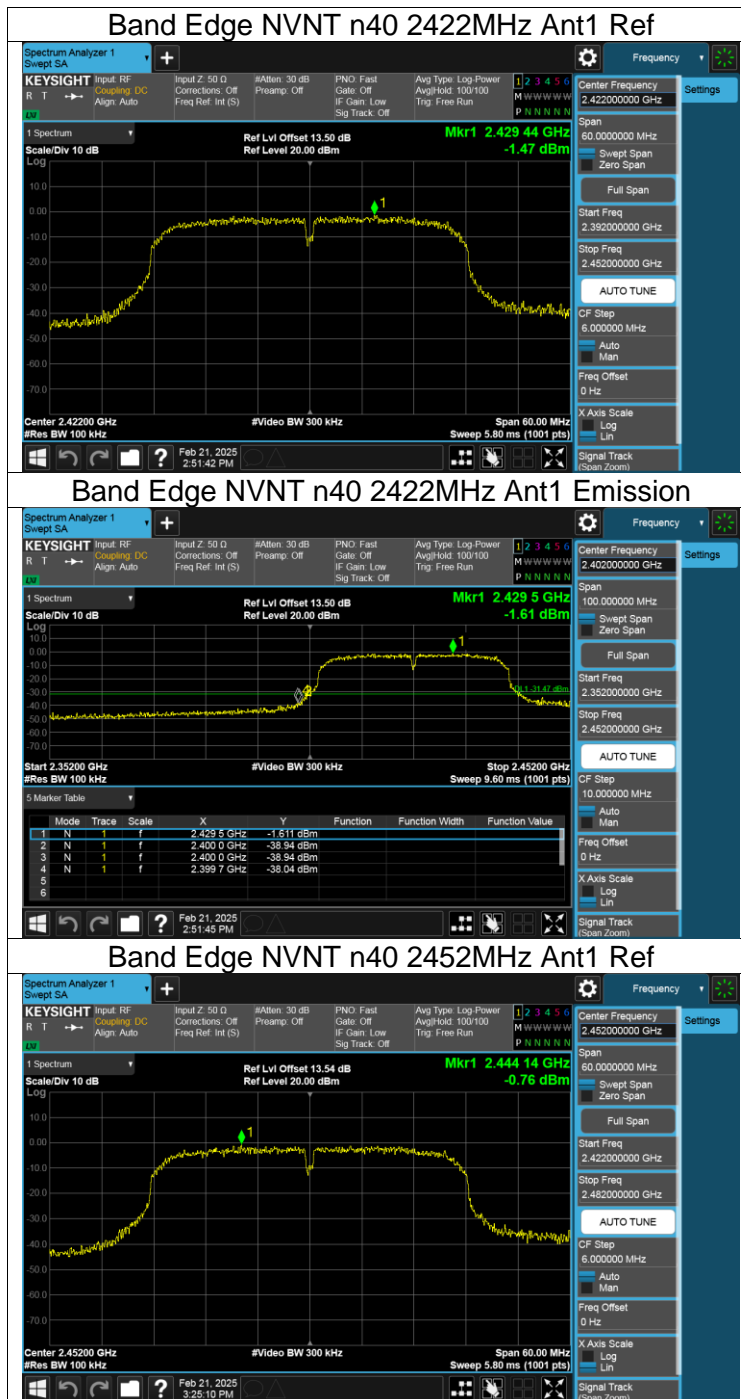 Band Edge NVNT n40 2422MHz Ant1 Ref
Spectrum Analyzer 1
Swept SA
+
Frequency
KEYSIGHT
R T
LXI
Input: RF
Coupling: DC
Align: Auto
Input Z: 50 Ω
Corrections: Off
Freq Ref: Int (S)
#Atten: 30 dB
Preamp: Off
PNO: Fast
Gate: Off
IF Gain: Low
Sig Track: Off
Avg Type: Log-Power
Avg|Hold: 100/100
Trig: Free Run
1 2 3 4 5 6
M W W W W W
P N N N N N
Center Frequency
2.422000000 GHz
Settings
1 Spectrum
Scale/Div 10 dB
Ref Lvl Offset 13.50 dB
Ref Level 20.00 dBm
Mkr1 2.429 44 GHz
-1.47 dBm
Span
60.0000000 MHz
Swept Span
Zero Span
Full Span
Start Freq
2.392000000 GHz
Stop Freq
2.452000000 GHz
AUTO TUNE
CF Step
6.000000 MHz
Auto
Man
Freq Offset
0 Hz
X Axis Scale
Log
Lin
Signal Track
(Span Zoom)
Log
10.0
0.00
-10.0
-20.0
-30.0
-40.0
-50.0
-60.0
-70.0
1
Center 2.42200 GHz
#Res BW 100 kHz
#Video BW 300 kHz
Span 60.00 MHz
Sweep 5.80 ms (1001 pts)
?
Feb 21, 2025
2:51:42 PM
Band Edge NVNT n40 2422MHz Ant1 Emission
Spectrum Analyzer 1
Swept SA
+
Frequency
KEYSIGHT
R T
LXI
Input: RF
Coupling: DC
Align: Auto
Input Z: 50 Ω
Corrections: Off
Freq Ref: Int (S)
#Atten: 30 dB
Preamp: Off
PNO: Fast
Gate: Off
IF Gain: Low
Sig Track: Off
Avg Type: Log-Power
Avg|Hold: 100/100
Trig: Free Run
1 2 3 4 5 6
M W W W W W
P N N N N N
Center Frequency
2.402000000 GHz
Settings
1 Spectrum
Scale/Div 10 dB
Ref Lvl Offset 13.50 dB
Ref Level 20.00 dBm
Mkr1 2.429 5 GHz
-1.61 dBm
Span
100.000000 MHz
Swept Span
Zero Span
Full Span
Start Freq
2.352000000 GHz
Stop Freq
2.452000000 GHz
AUTO TUNE
CF Step
10.000000 MHz
Auto
Man
Freq Offset
0 Hz
X Axis Scale
Log
Lin
Signal Track
(Span Zoom)
Log
10.0
0.00
-10.0
-20.0
-30.0
-40.0
-50.0
-60.0
-70.0
1
DL1 -31.47 dBm
Start 2.35200 GHz
#Res BW 100 kHz
#Video BW 300 kHz
Stop 2.45200 GHz
Sweep 9.60 ms (1001 pts)
5 Marker Table
Mode Trace Scale X Y Function Function Width Function Value
1 N 1 f 2.429 5 GHz -1.611 dBm
2 N 1 f 2.400 0 GHz -38.94 dBm
3 N 1 f 2.400 0 GHz -38.94 dBm
4 N 1 f 2.399 7 GHz -38.04 dBm
5
6
?
Feb 21, 2025
2:51:45 PM
Band Edge NVNT n40 2452MHz Ant1 Ref
Spectrum Analyzer 1
Swept SA
+
Frequency
KEYSIGHT
R T
LXI
Input: RF
Coupling: DC
Align: Auto
Input Z: 50 Ω
Corrections: Off
Freq Ref: Int (S)
#Atten: 30 dB
Preamp: Off
PNO: Fast
Gate: Off
IF Gain: Low
Sig Track: Off
Avg Type: Log-Power
Avg|Hold: 100/100
Trig: Free Run
1 2 3 4 5 6
M W W W W W
P N N N N N
Center Frequency
2.452000000 GHz
Settings
1 Spectrum
Scale/Div 10 dB
Ref Lvl Offset 13.54 dB
Ref Level 20.00 dBm
Mkr1 2.444 14 GHz
-0.76 dBm
Span
60.0000000 MHz
Swept Span
Zero Span
Full Span
Start Freq
2.422000000 GHz
Stop Freq
2.482000000 GHz
AUTO TUNE
CF Step
6.000000 MHz
Auto
Man
Freq Offset
0 Hz
X Axis Scale
Log
Lin
Signal Track
(Span Zoom)
Log
10.0
0.00
-10.0
-20.0
-30.0
-40.0
-50.0
-60.0
-70.0
1
Center 2.45200 GHz
#Res BW 100 kHz
#Video BW 300 kHz
Span 60.00 MHz
Sweep 5.80 ms (1001 pts)
?
Feb 21, 2025
3:25:10 PM